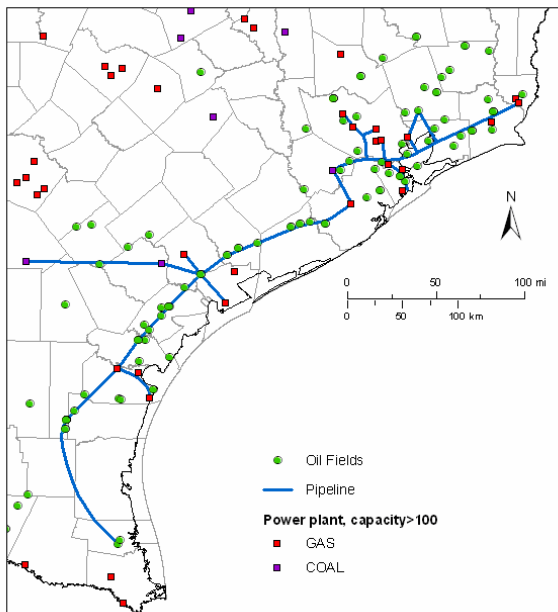 N
0 50 100 mi
0 50 100 km
Oil Fields
Pipeline
Power plant, capacity>100
GAS
COAL